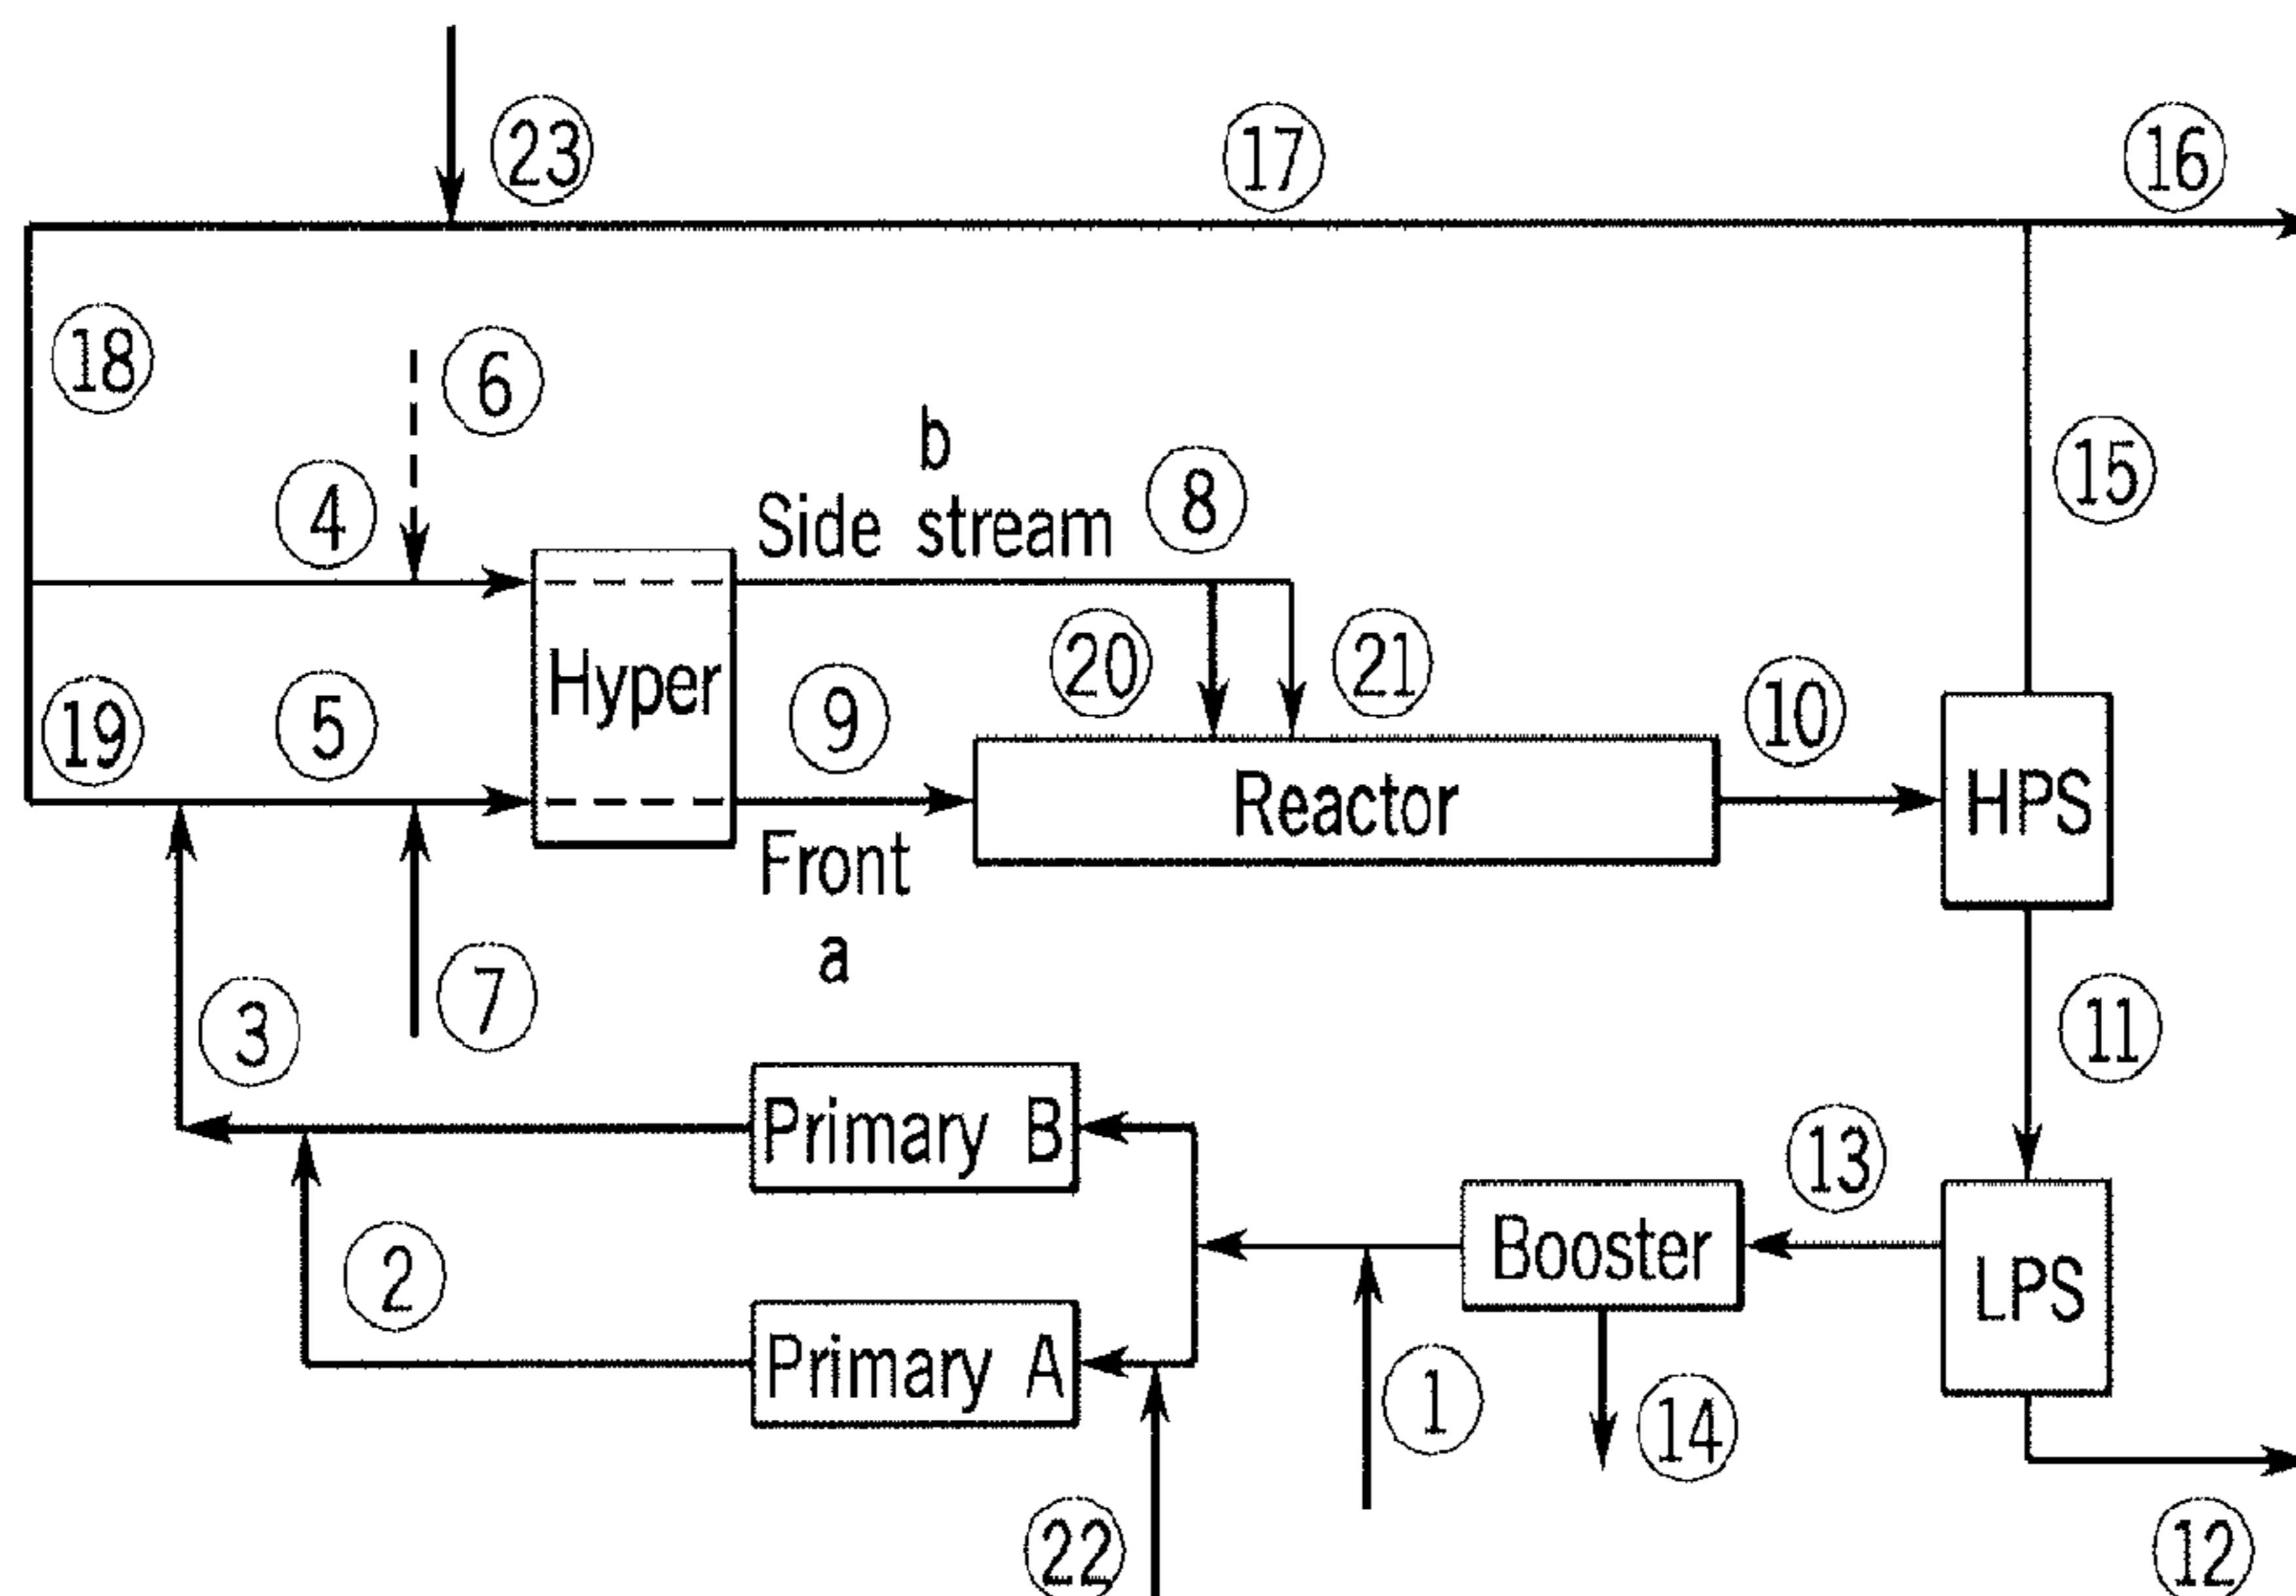 23
17
16
18
6
4
b
Side stream
8
15
20
21
Hyper
19
5
9
10
Reactor
HPS
Front
a
3
7
11
Primary B
13
2
Booster
LPS
Primary A
1
14
22
12